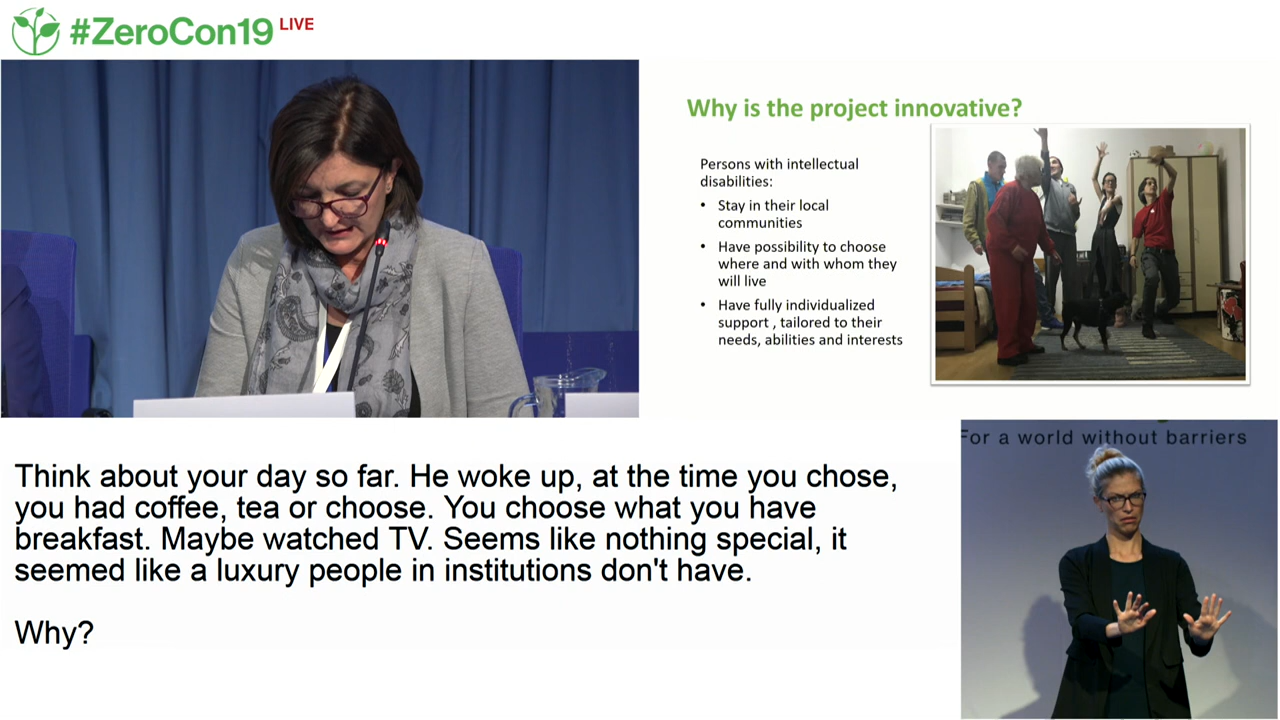 #ZeroCon19 LIVE
Why is the project innovative?
Persons with intellectual
disabilities:
• Stay in their local
communities
• Have possibility to choose
where and with whom they
will live
• Have fully individualized
support , tailored to their
needs, abilities and interests
For a world without barriers
Think about your day so far. He woke up, at the time you chose,
you had coffee, tea or choose. You choose what you have
breakfast. Maybe watched TV. Seems like nothing special, it
seemed like a luxury people in institutions don't have.
Why?